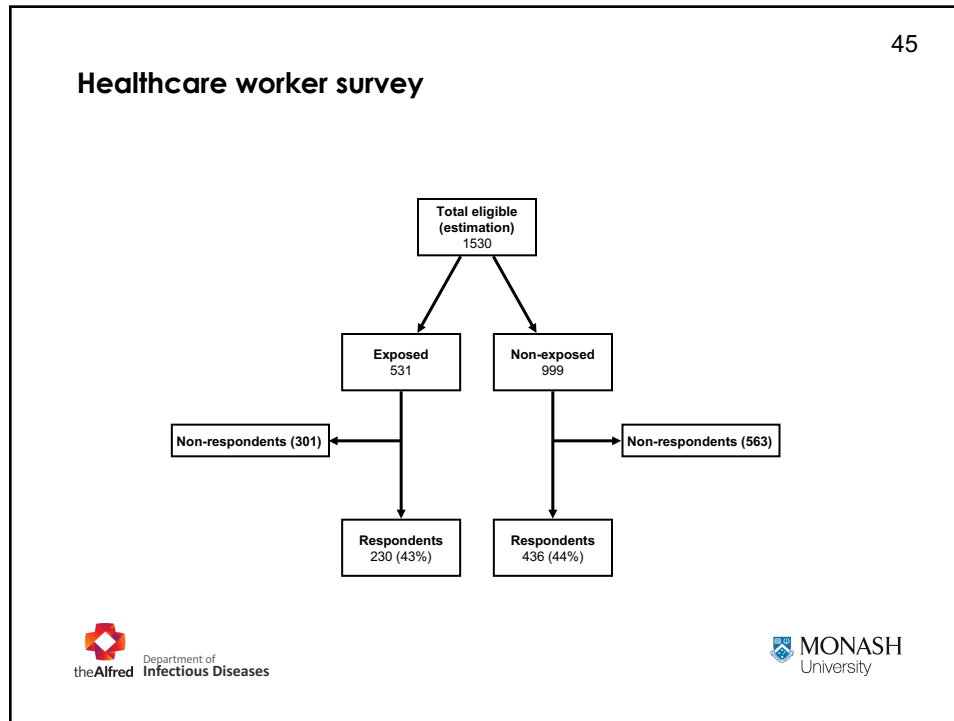 45
Healthcare worker survey
Total eligible
(estimation)
1530
Exposed
531
Non-exposed
999
Non-respondents (301)
Non-respondents (563)
Respondents
230 (43%)
Respondents
436 (44%)
theAlfred
Department of
Infectious Diseases
MONASH
University